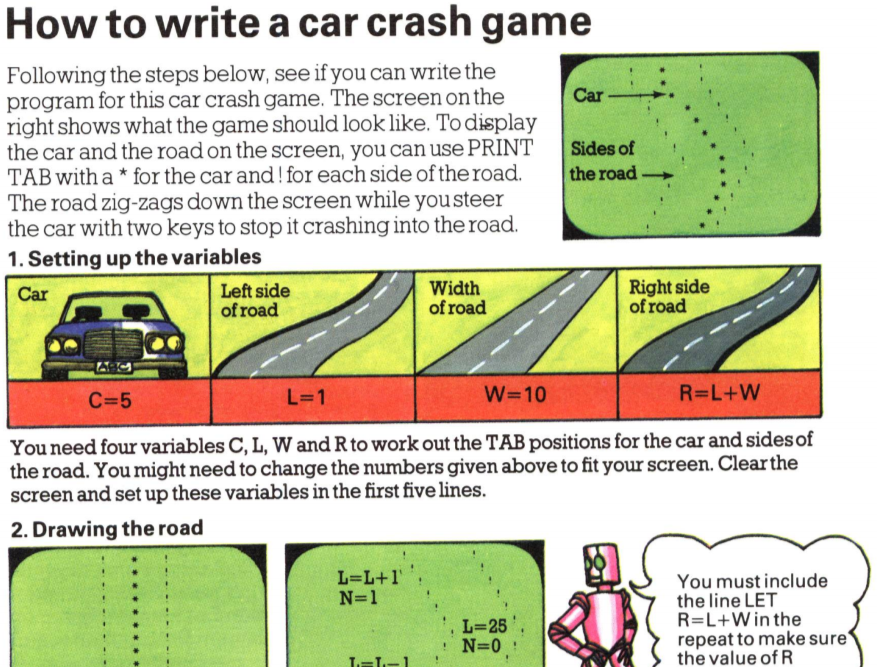 How to write a car crash game
Following the steps below, see if you can write the
program for this car crash game. The screen on the
right shows what the game should look like. To display
the car and the road on the screen, you can use PRINT
TAB with a * for the car and ! for each side of the road.
The road zig-zags down the screen while you steer
the car with two keys to stop it crashing into the road.
Car
Sides of
the road
1. Setting up the variables
Car
ABC
C=5
Left side
of road
L=1
Width
of road
W=10
Right side
of road
R=L+W
You need four variables C, L, W and R to work out the TAB positions for the car and sides of
the road. You might need to change the numbers given above to fit your screen. Clear the
screen and set up these variables in the first five lines.
2. Drawing the road
L=L+1
N=1
L=25
N=0
L=L-1
You must include
the line LET
R=L+W in the
repeat to make sure
the value of R